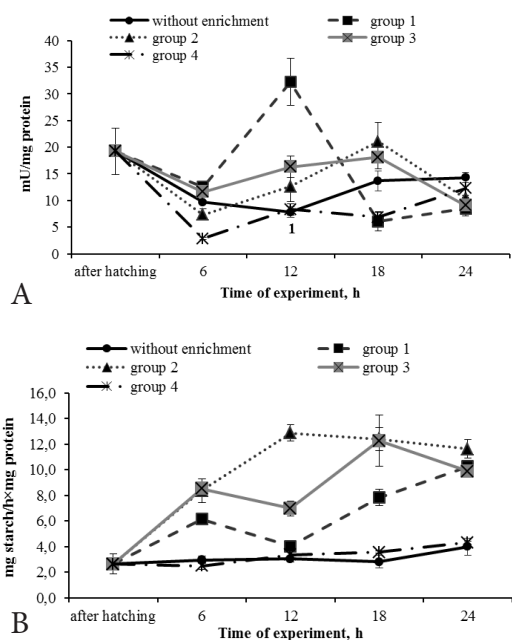 without enrichment group 1
group 2 group 3
group 4
40
35
30
25
20
15
10
5
0
mU/mg protein
1
after hatching 6 12 18 24
Time of experiment, h
A
without enrichment group 1
group 2 group 3
group 4
16,0
14,0
12,0
10,0
8,0
6,0
4,0
2,0
0,0
mg starch/h×mg protein
after hatching 6 12 18 24
Time of experiment, h
B